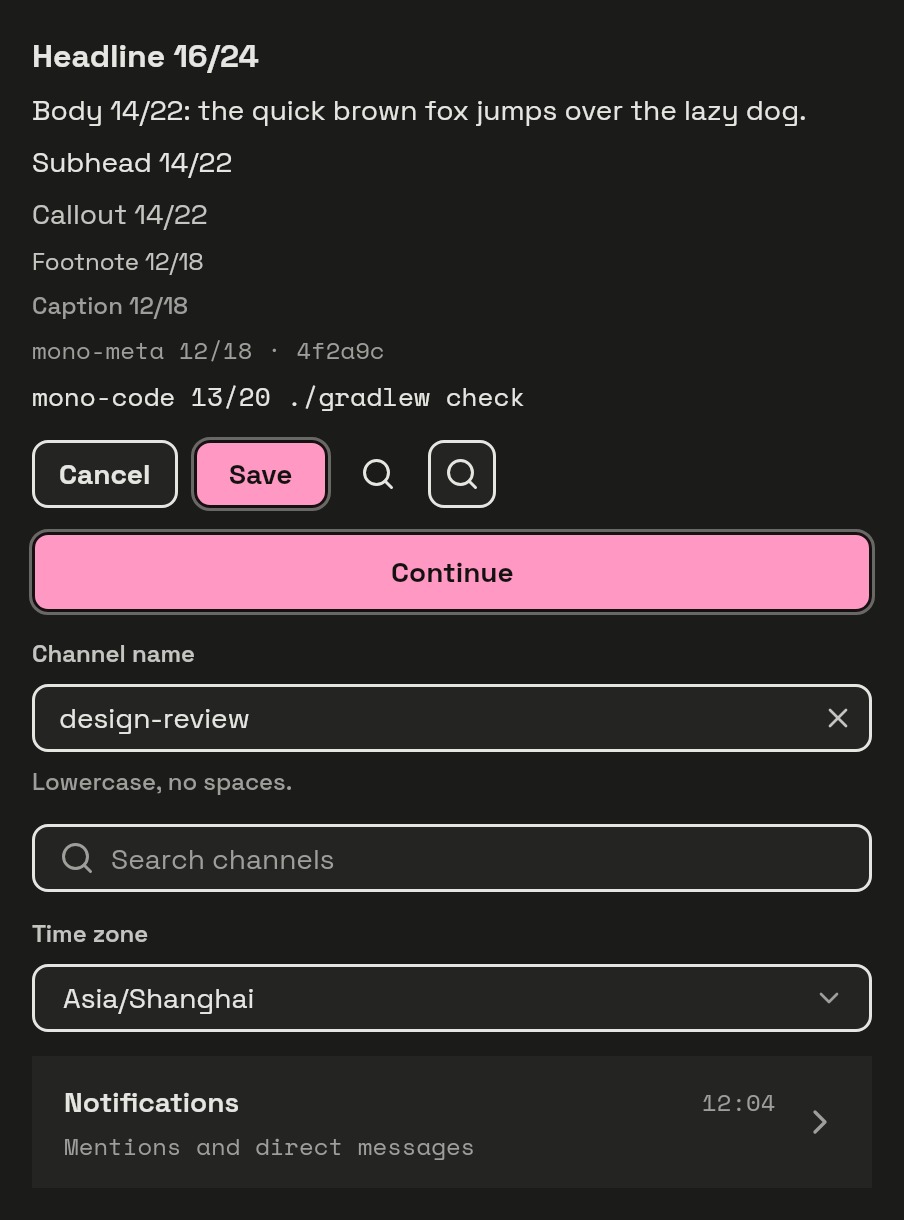 Headline 16/24
Body 14/22: the quick brown fox jumps over the lazy dog.
Subhead 14/22
Callout 14/22
Footnote 12/18
Caption 12/18
mono-meta 12/18 · 4f2a9c
mono-code 13/20 ./gradlew check
Cancel Save
Continue
Channel name
design-review
Lowercase, no spaces.
Search channels
Time zone
Asia/Shanghai
Notifications 12:04
Mentions and direct messages